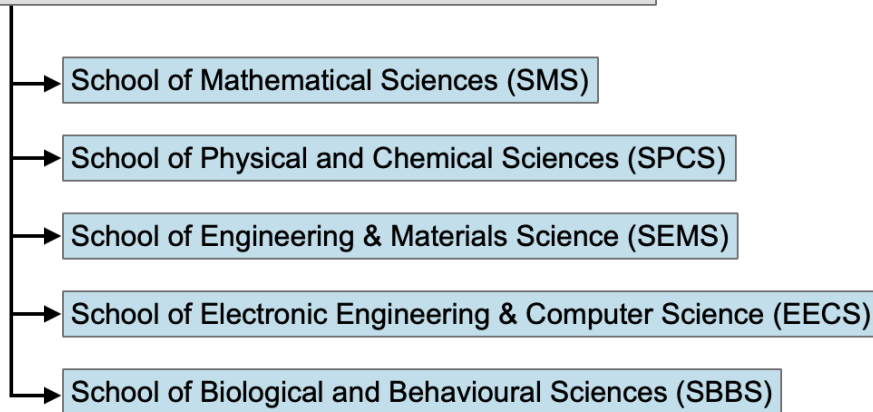 School of Mathematical Sciences (SMS)
School of Physical and Chemical Sciences (SPCS)
School of Engineering & Materials Science (SEMS)
School of Electronic Engineering & Computer Science (EECS)
School of Biological and Behavioural Sciences (SBBS)